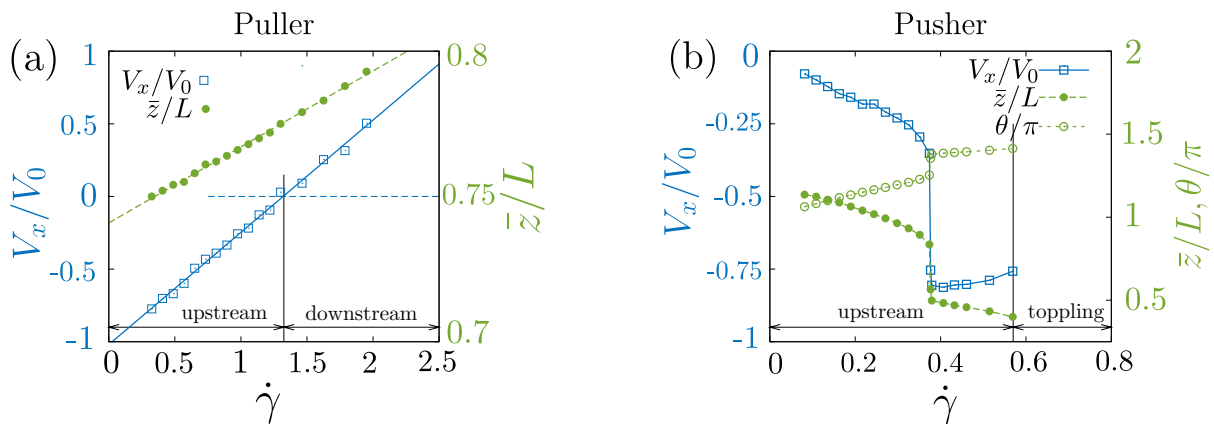 Puller
(a)
V_x/V_0
z̄/L
1
0.5
0
-0.5
-1
V_x/V_0
0.8
0.75
0.7
z̄/L
upstream
downstream
0 0.5 1 1.5 2 2.5
γ̇
Pusher
(b)
V_x/V_0
z̄/L
θ/π
0
-0.25
-0.5
-0.75
-1
V_x/V_0
2
1.5
1
0.5
0
z̄/L, θ/π
upstream
toppling
0 0.2 0.4 0.6 0.8
γ̇